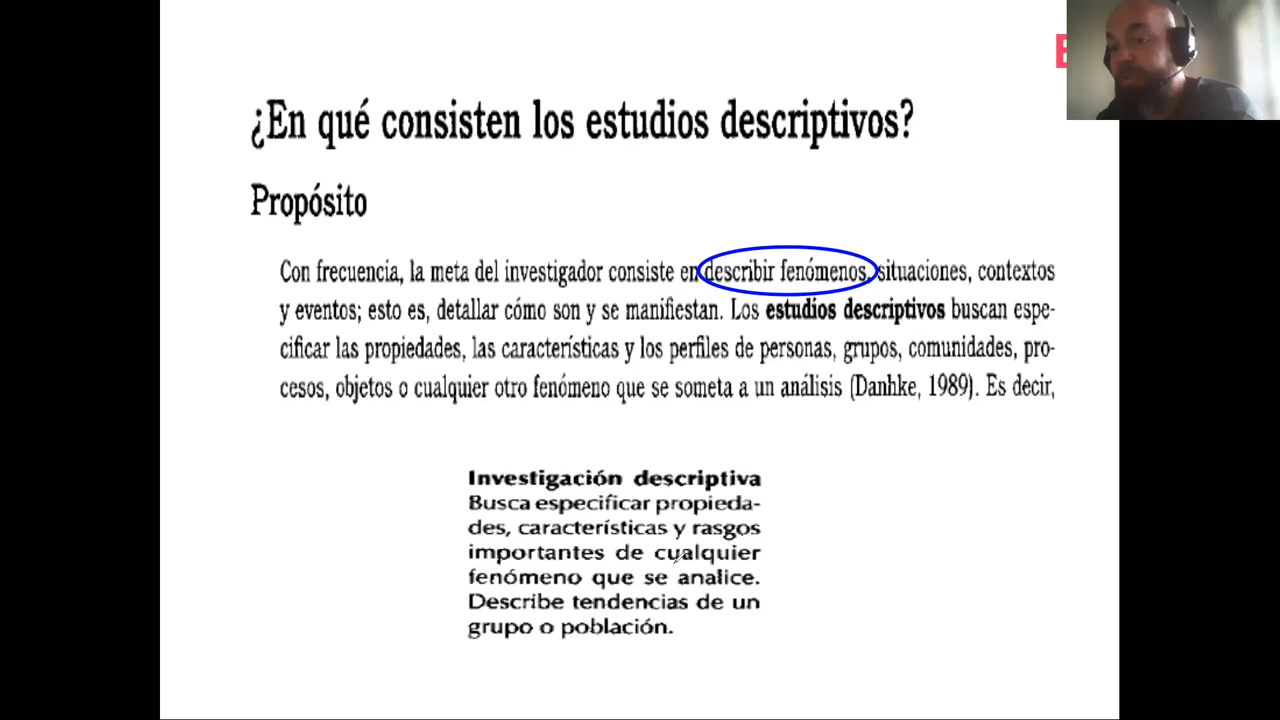 ¿En qué consisten los estudios descriptivos?
Propósito
Con frecuencia, la meta del investigador consiste en describir fenómenos, situaciones, contextos
y eventos; esto es, detallar cómo son y se manifiestan. Los estudios descriptivos buscan espe-
cificar las propiedades, las características y los perfiles de personas, grupos, comunidades, pro-
cesos, objetos o cualquier otro fenómeno que se someta a un análisis (Danhke, 1989). Es decir,
Investigación descriptiva
Busca especificar propieda-
des, características y rasgos
importantes de cualquier
fenómeno que se analice.
Describe tendencias de un
grupo o población.